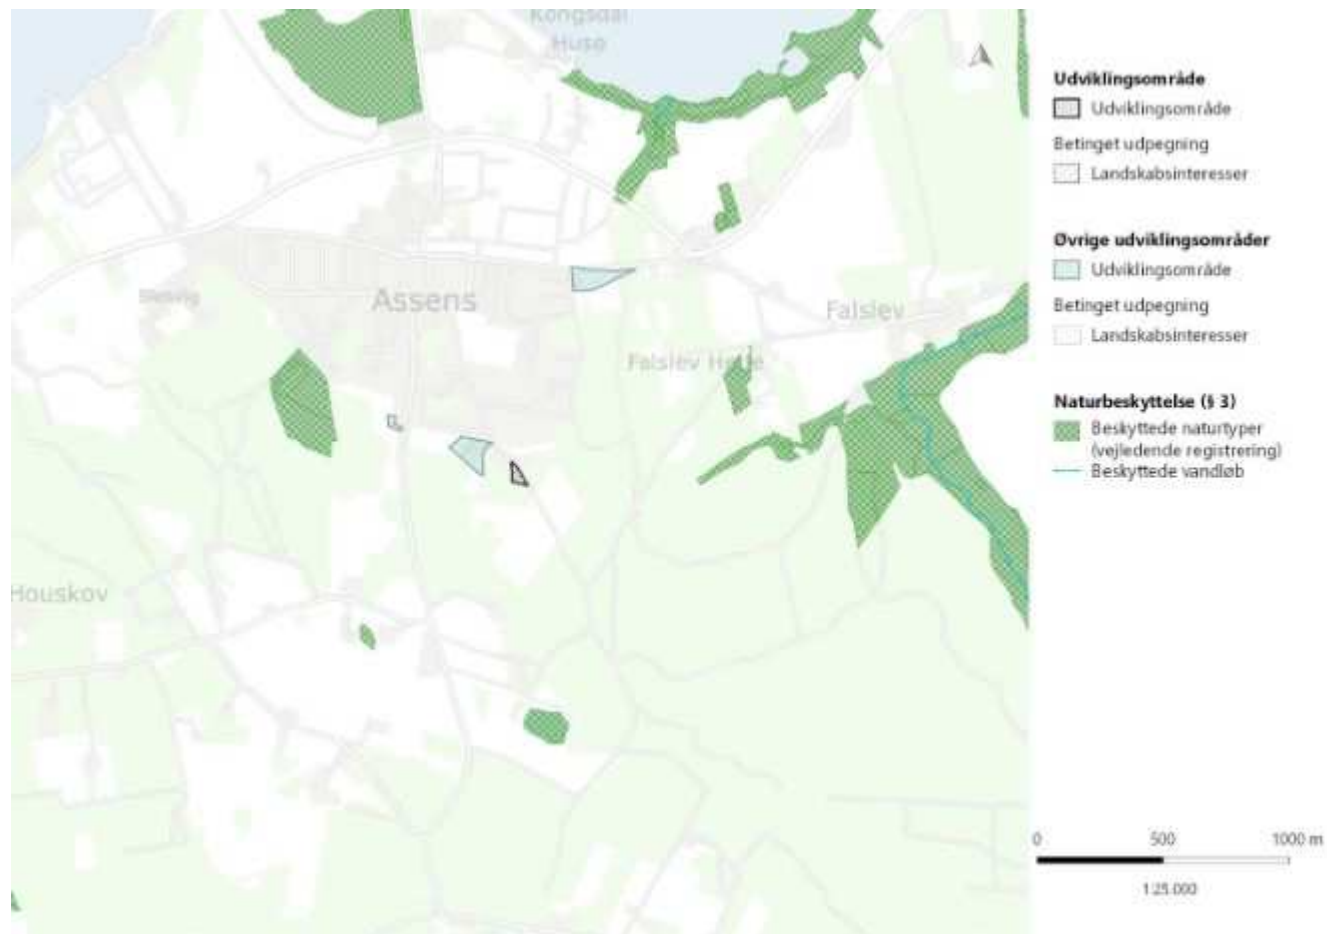 Kongsdal
Huse
Assens
Falslev
Houskov
Udviklingsområde
Udviklingsområde
Betinget udpegning
Landskabsinteresser
Øvrige udviklingsområder
Udviklingsområde
Betinget udpegning
Landskabsinteresser
Naturbeskyttelse (§ 3)
Beskyttede naturtyper
(vejledende registrering)
Beskyttede vandløb
0 500 1000 m
1:25.000
Falslev